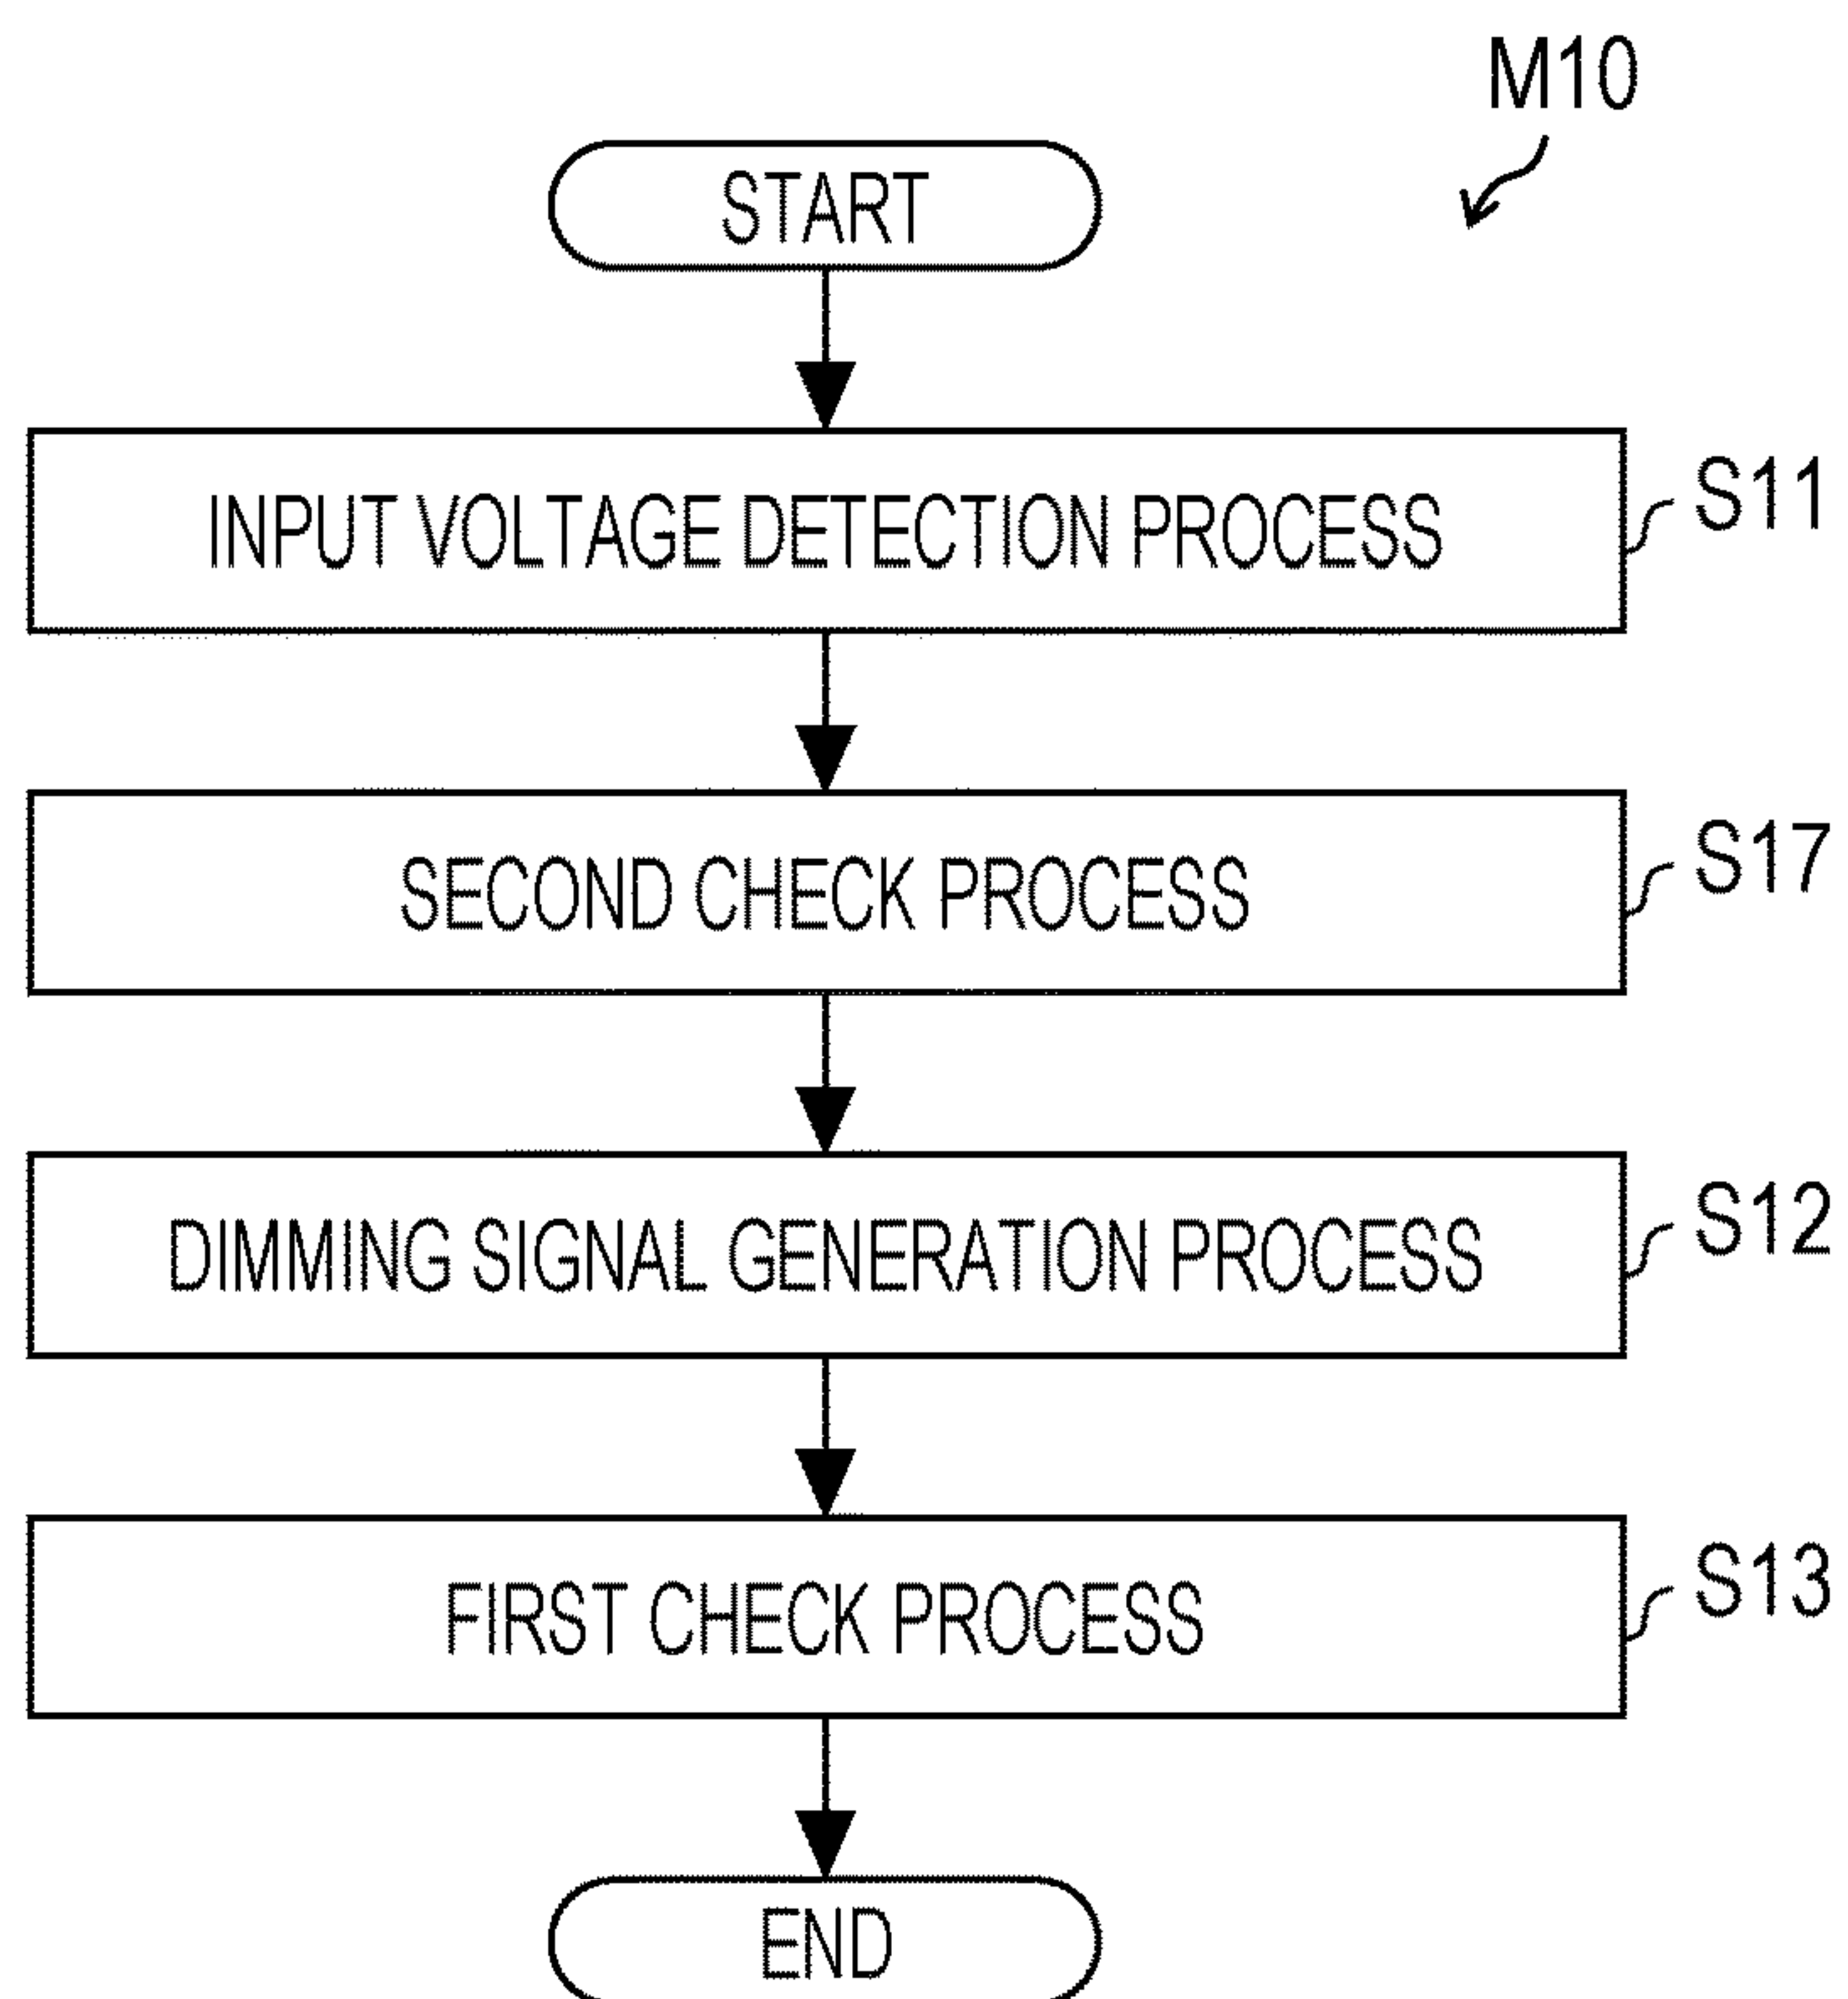 M10
START
INPUT VOLTAGE DETECTION PROCESS
S11
SECOND CHECK PROCESS
S17
DIMMING SIGNAL GENERATION PROCESS
S12
FIRST CHECK PROCESS
S13
END